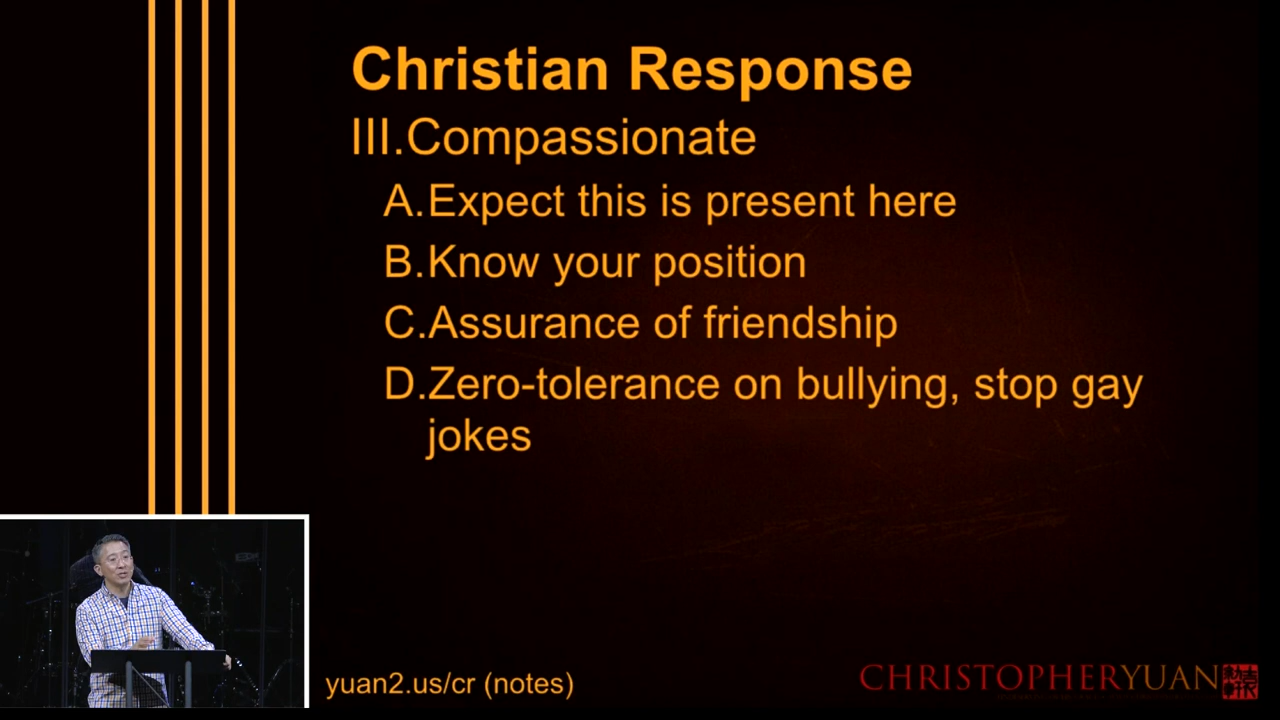 Christian Response
III.Compassionate
A.Expect this is present here
B.Know your position
C.Assurance of friendship
D.Zero-tolerance on bullying, stop gay
jokes
yuan2.us/cr (notes)
CHRISTOPHERYUAN